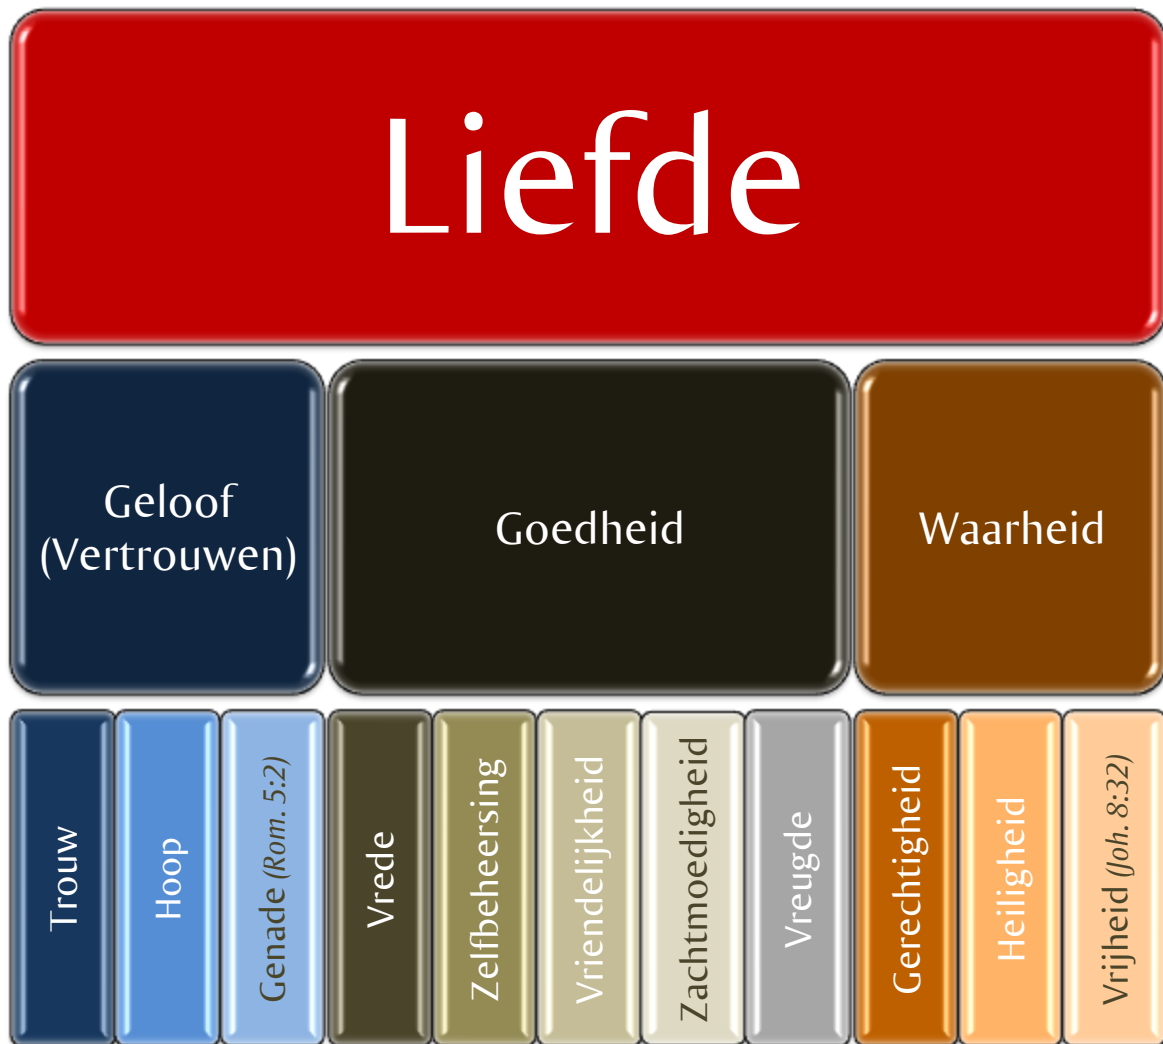 Liefde
Geloof
(Vertrouwen)
Goedheid
Waarheid
Trouw
Hoop
Genade (Rom. 5:2)
Vrede
Zelfbeheersing
Vriendelijkheid
Zachtmoedigheid
Vreugde
Gerechtigheid
Heiligheid
Vrijheid (Joh. 8:32)